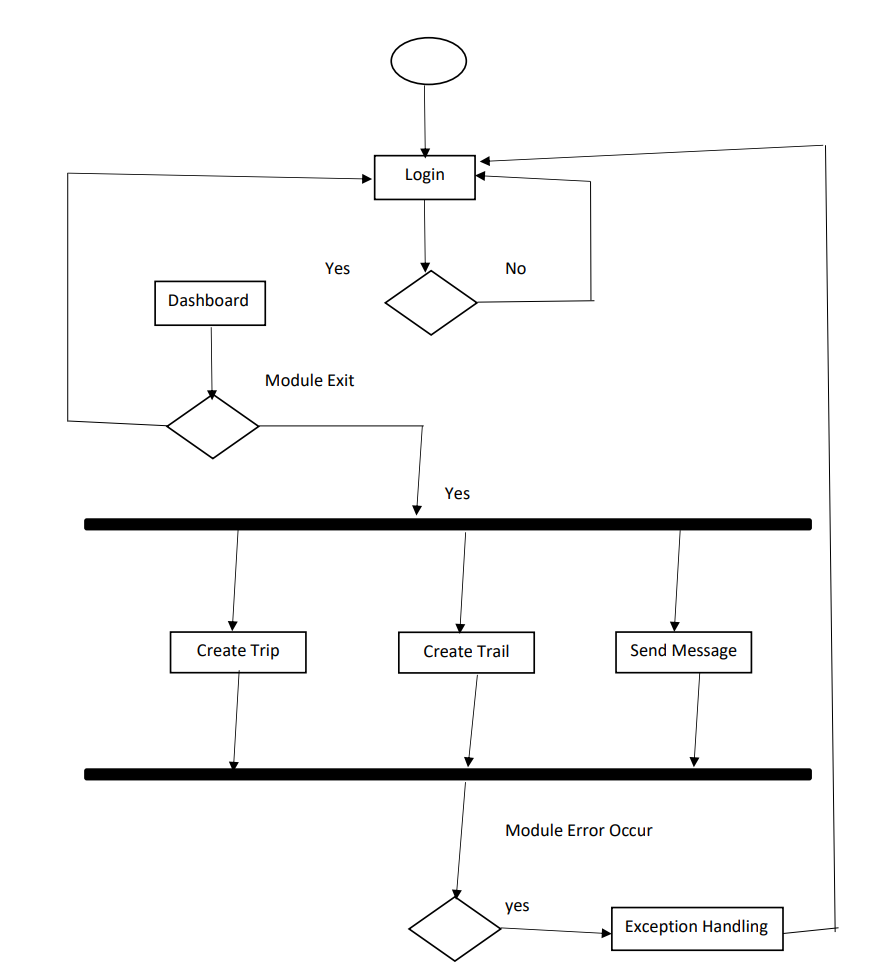 Login
Yes
No
Dashboard
Module Exit
Yes
Create Trip
Create Trail
Send Message
Module Error Occur
yes
Exception Handling